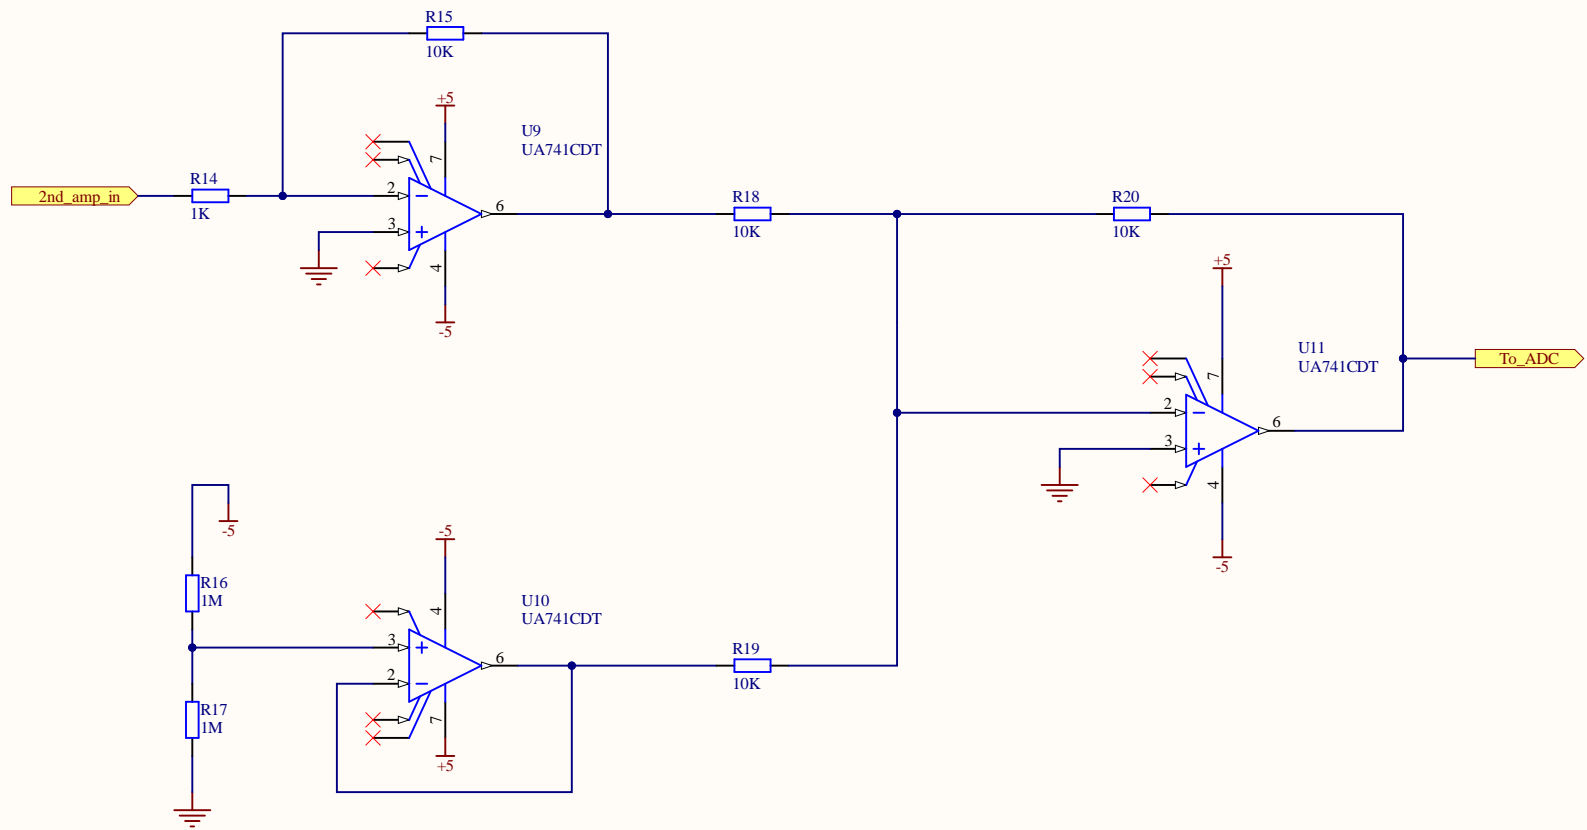 R15
10K
+5
U9
UA741CDT
7
R14
2nd_amp_in
1K
2
3
6
4
-5
R18
10K
R20
10K
+5
U11
UA741CDT
7
To_ADC
2
3
6
4
-5
-5
R16
1M
-5
U10
UA741CDT
4
3
2
6
7
+5
R19
10K
R17
1M